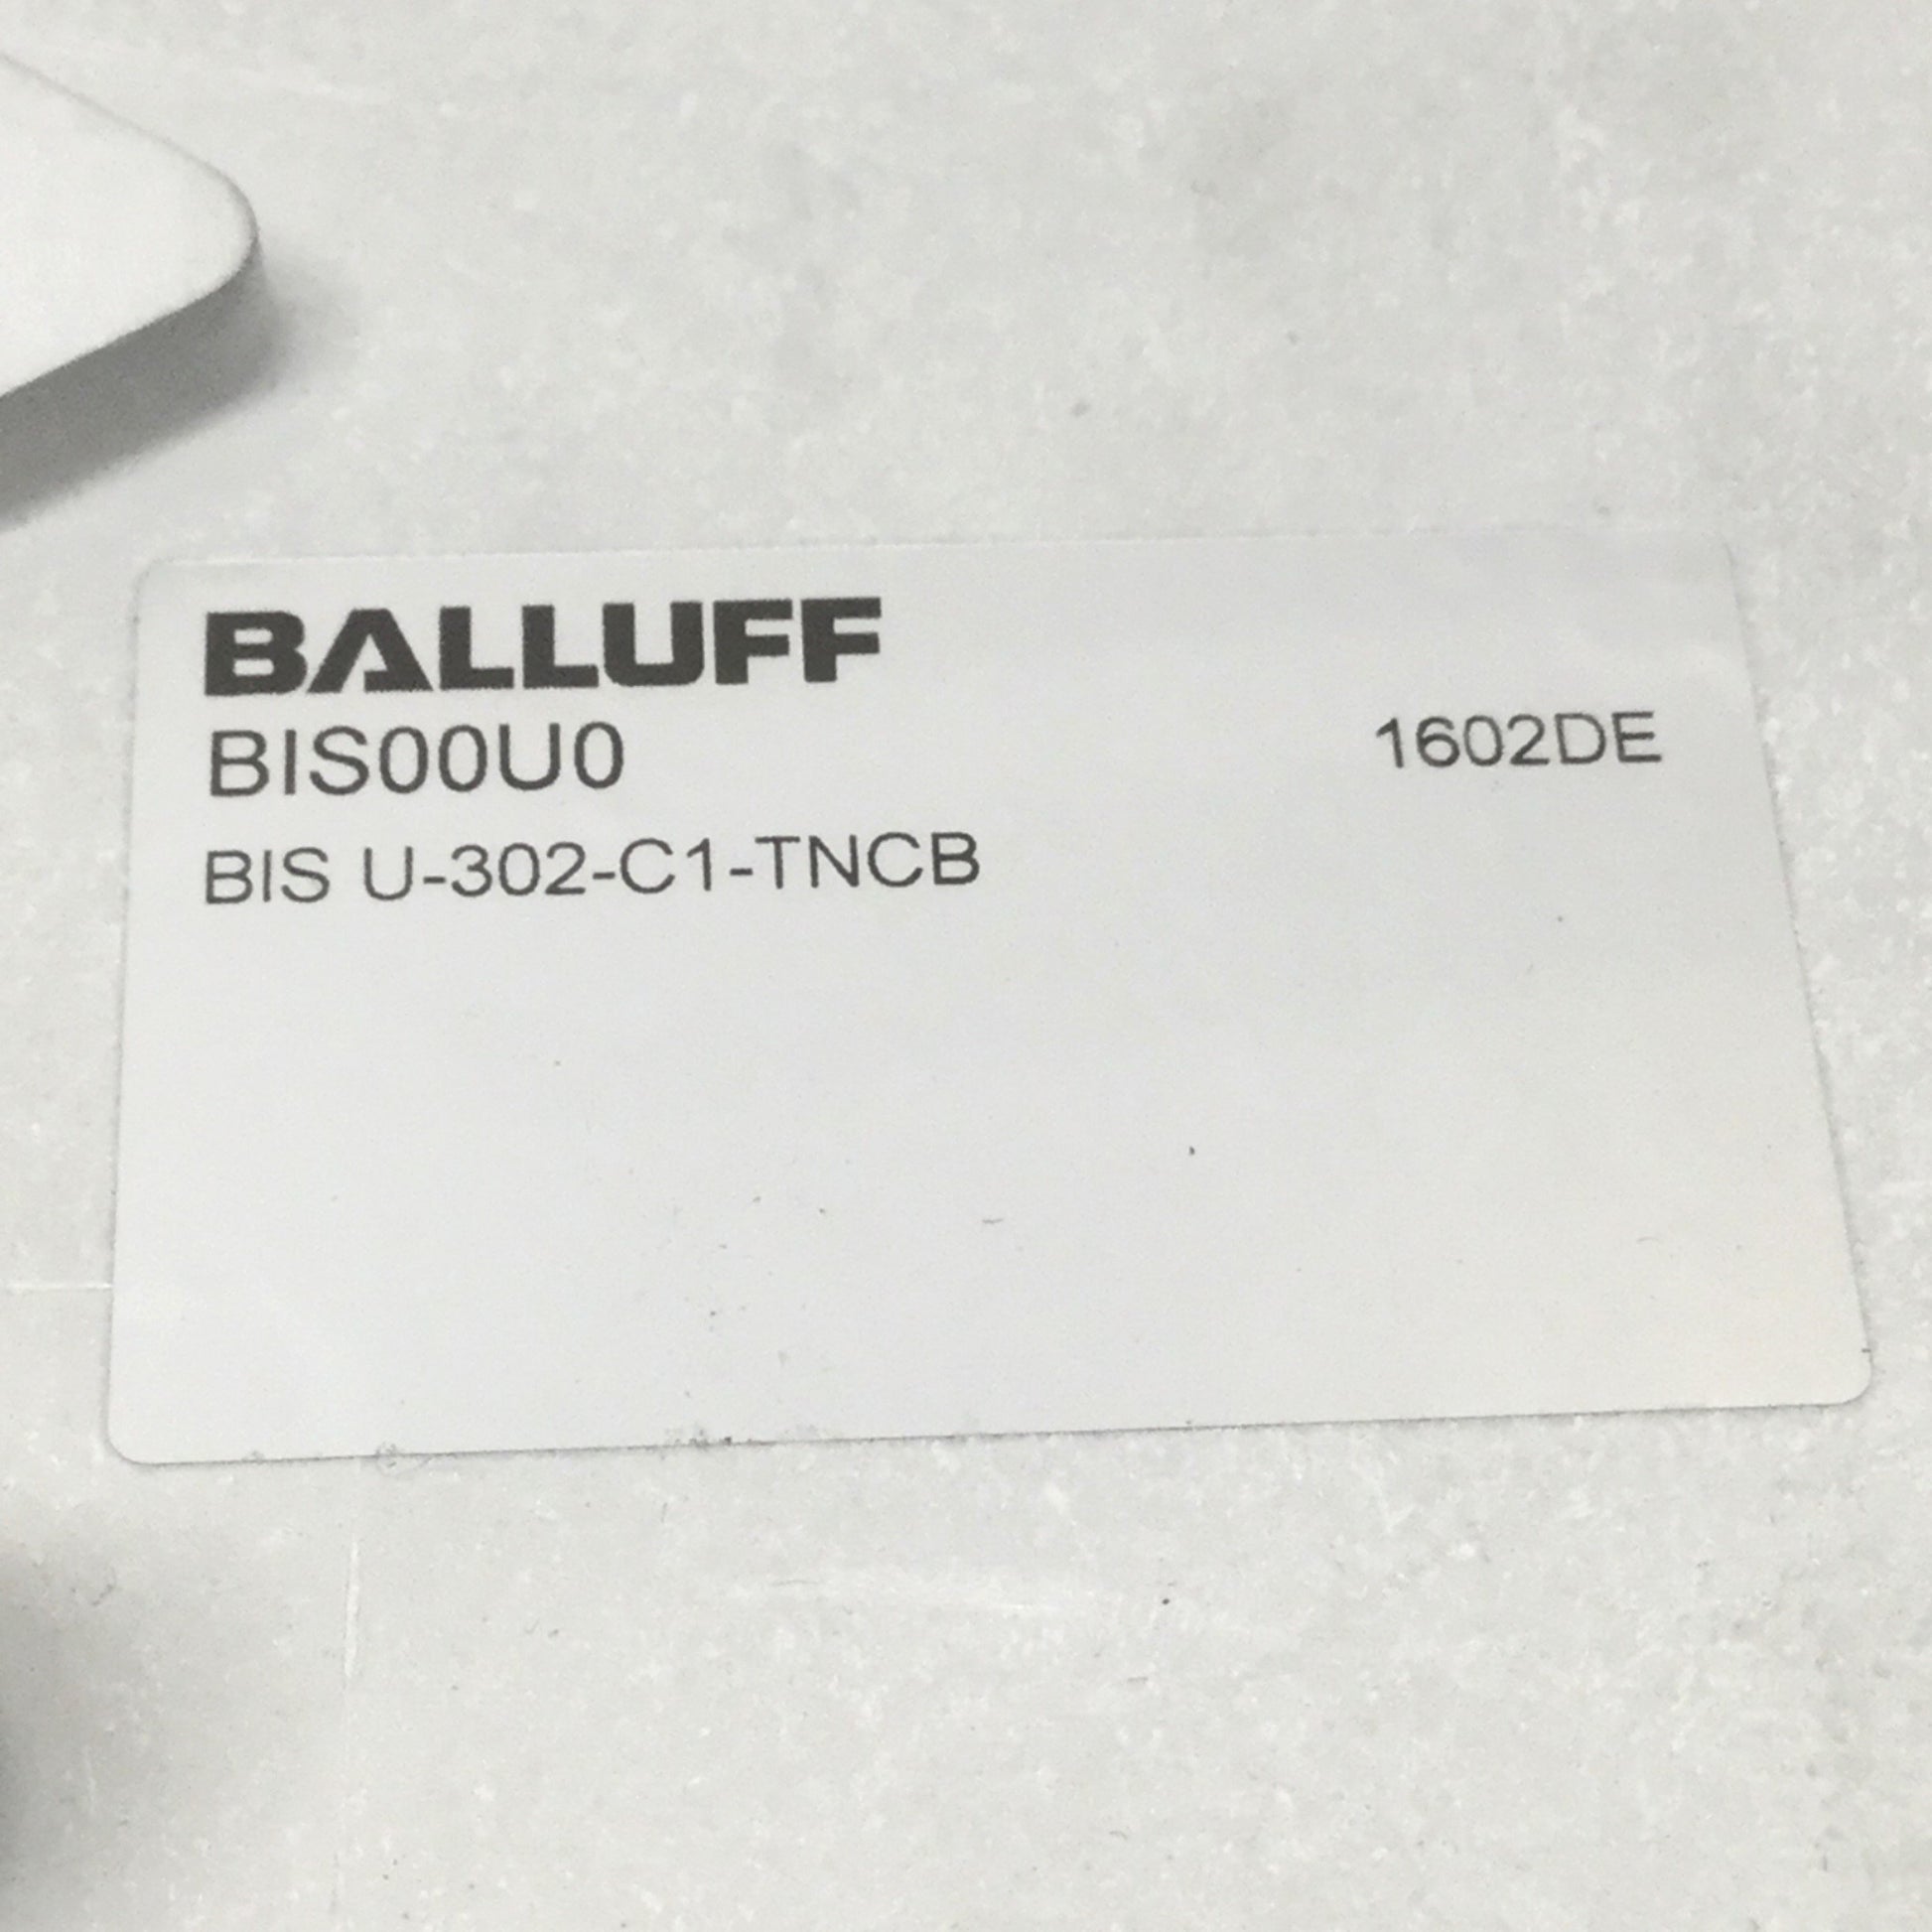 BALLUFF
BIS00U0 1602DE
BIS U-302-C1-TNCB